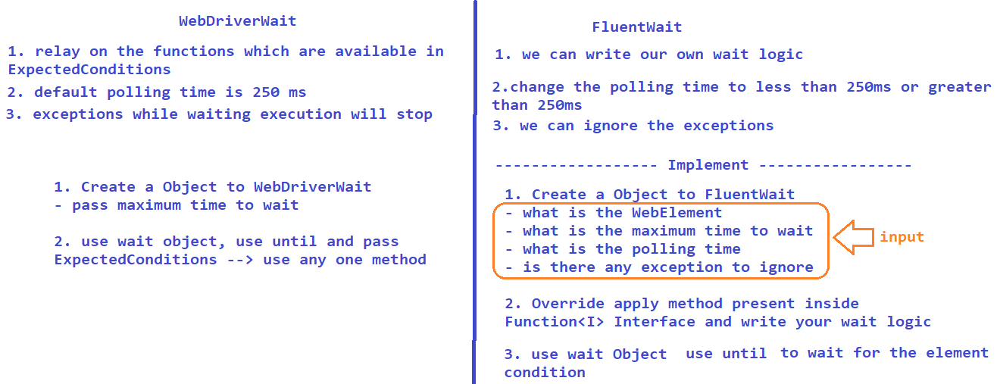 WebDriverWait
1. relay on the functions which are available in
ExpectedConditions
2. default polling time is 250 ms
3. exceptions while waiting execution will stop
1. Create a Object to WebDriverWait
- pass maximum time to wait
2. use wait object, use until and pass
ExpectedConditions --> use any one method
FluentWait
1. we can write our own wait logic
2.change the polling time to less than 250ms or greater
than 250ms
3. we can ignore the exceptions
------------------ Implement -----------------
1. Create a Object to FluentWait
- what is the WebElement
- what is the maximum time to wait
- what is the polling time
- is there any exception to ignore
input
2. Override apply method present inside
Function<I> Interface and write your wait logic
3. use wait Object use until to wait for the element
condition